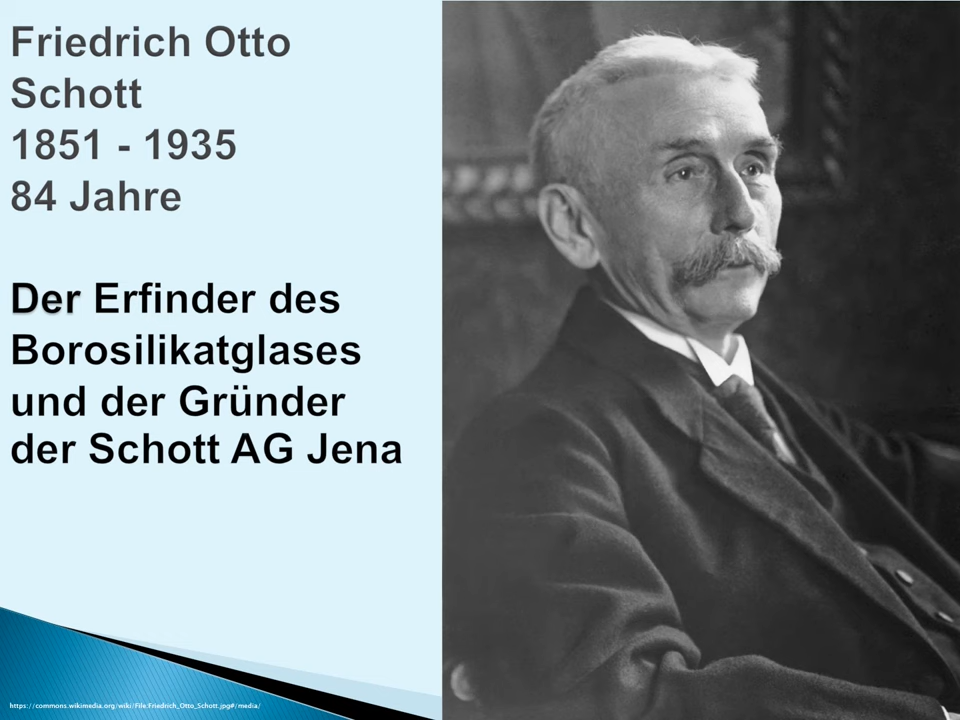 Friedrich Otto
Schott
1851 - 1935
84 Jahre
Der Erfinder des
Borosilikatglases
und der Gründer
der Schott AG Jena
https://commons.wikimedia.org/wiki/File:Friedrich_Otto_Schott.jpg#/media/